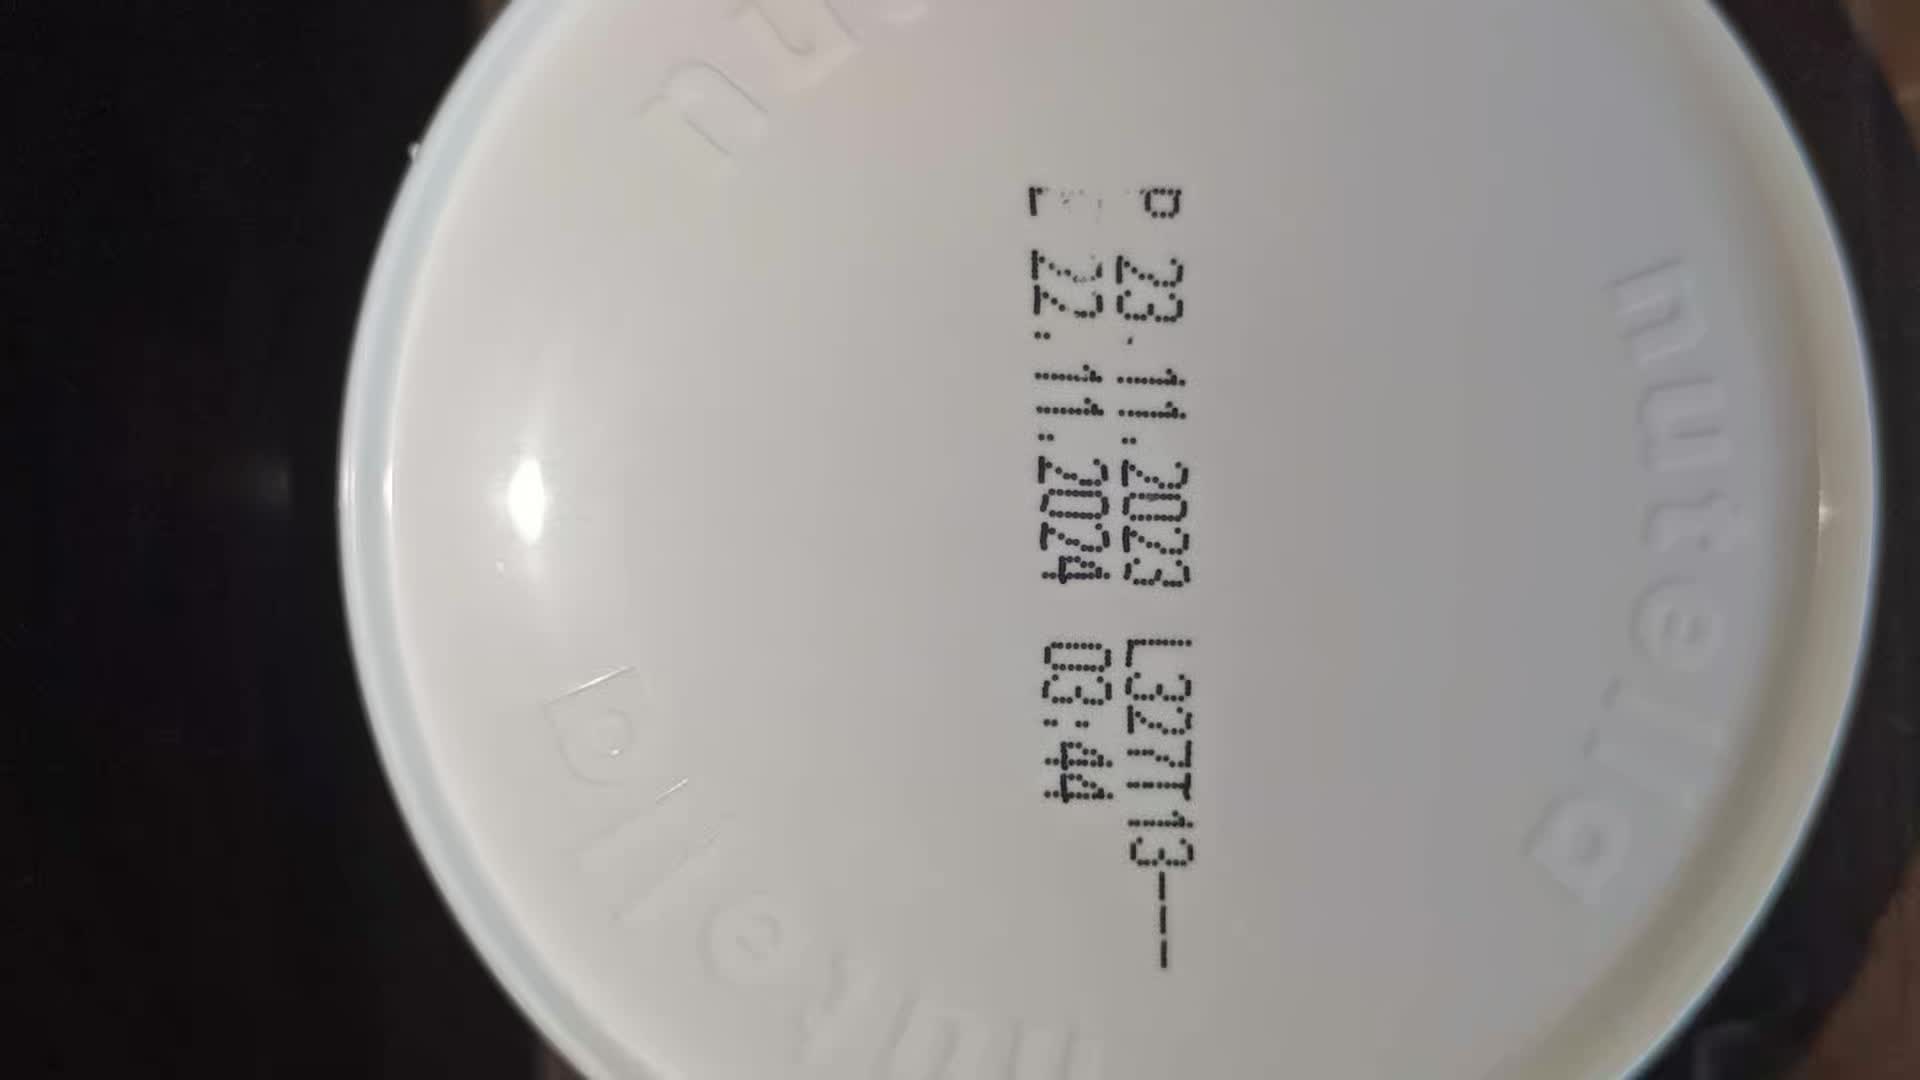 nutella
P 23.11.2023 L327T13---
22.11.2024 03:44
nutella